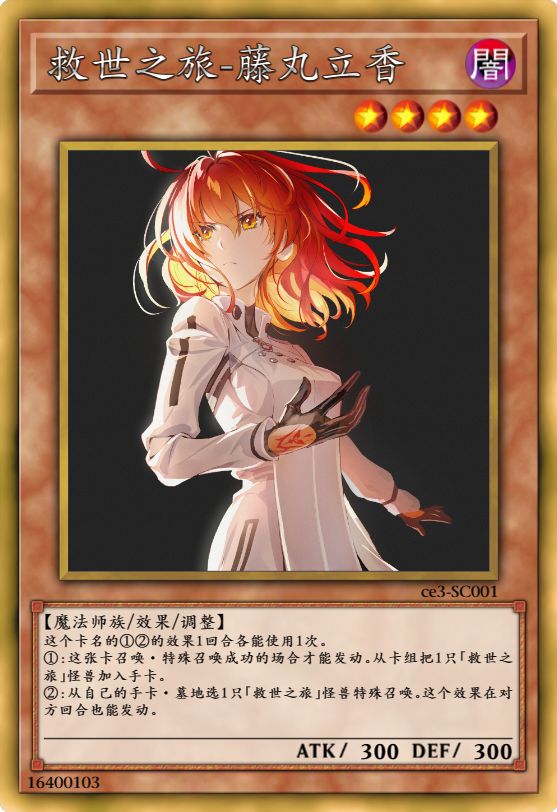 救世之旅-藤丸立香
闇
ce3-SC001
【魔法师族/效果/调整】
这个卡名的①②的效果1回合各能使用1次。
①:这张卡召唤·特殊召唤成功的场合才能发动。从卡组把1只「救世之
旅」怪兽加入手卡。
②:从自己的手卡·墓地选1只「救世之旅」怪兽特殊召唤。这个效果在对
方回合也能发动。
ATK/ 300 DEF/ 300
16400103